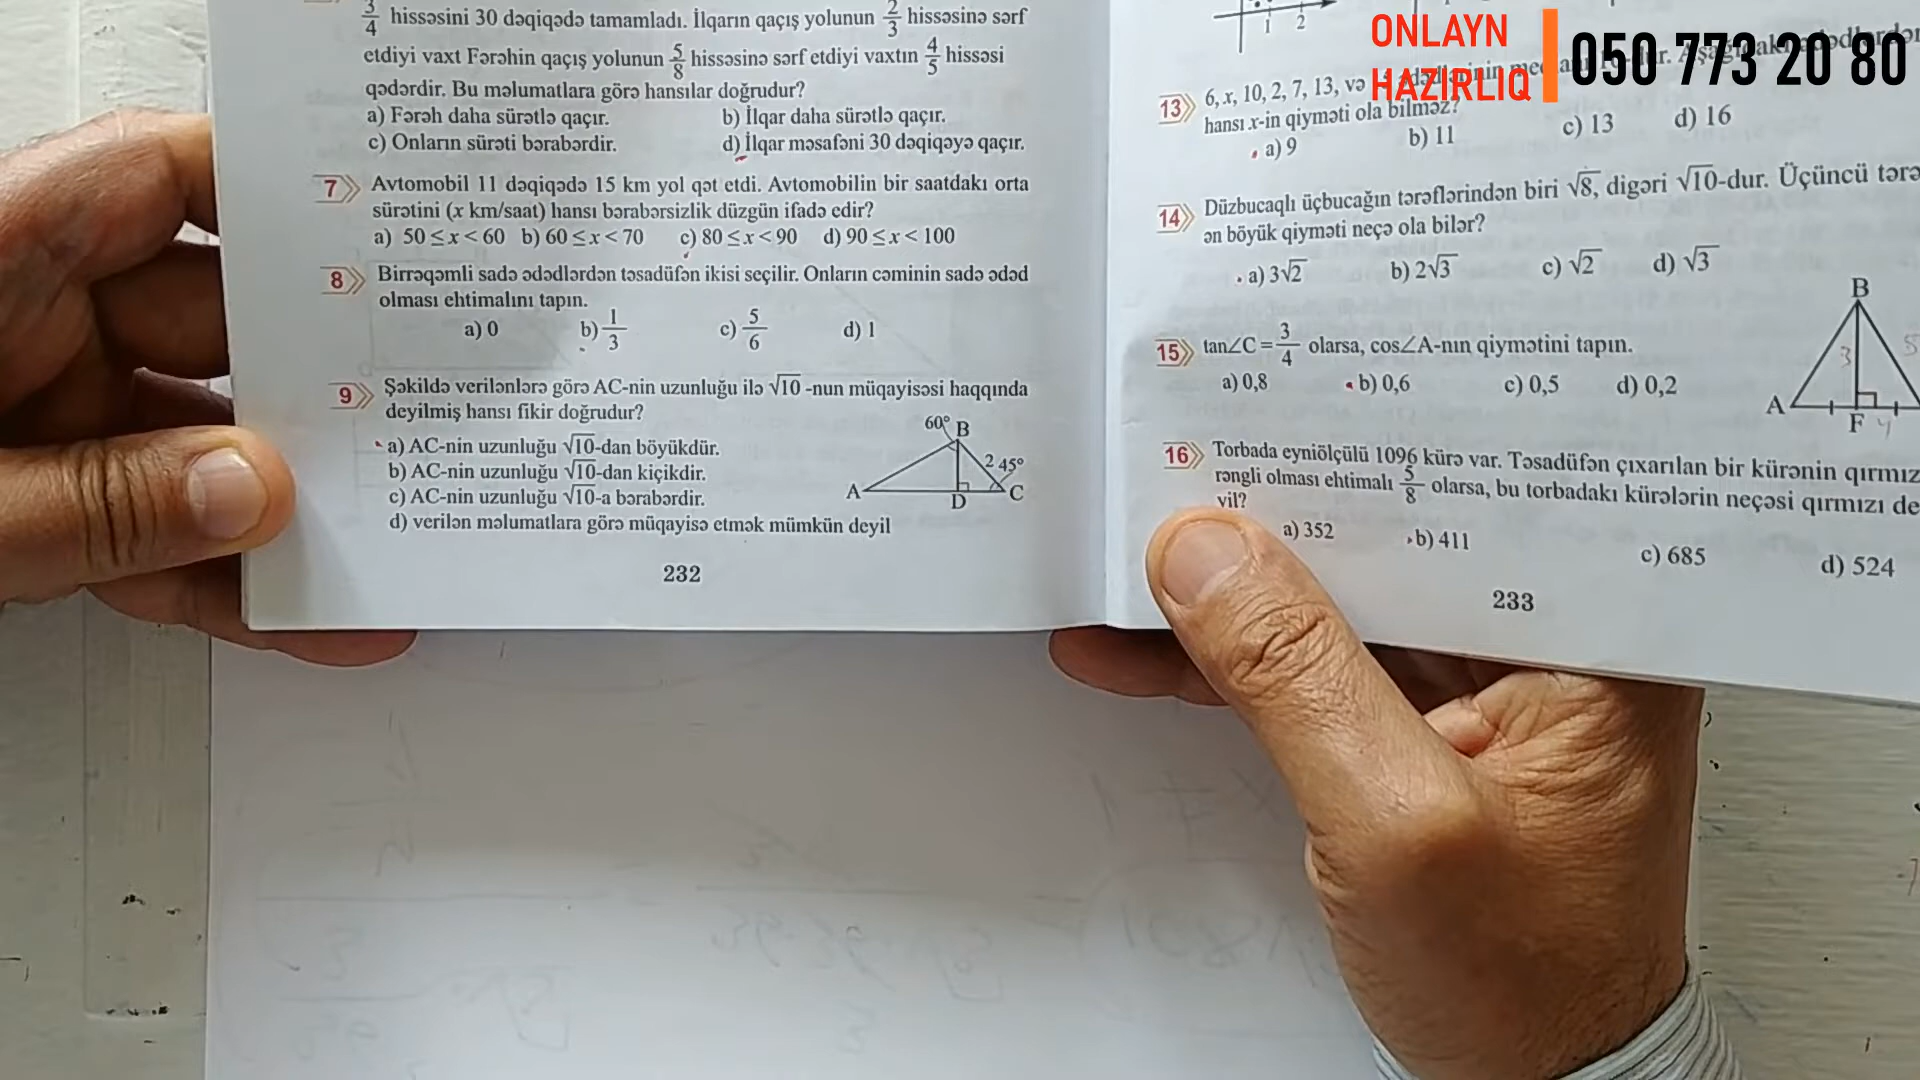 3/4 hissəsini 30 dəqiqədə tamamladı. İlqarın qaçış yolunun 2/3 hissəsinə sərf
etdiyi vaxt Fərəhin qaçış yolunun 5/8 hissəsinə sərf etdiyi vaxtın 4/5 hissəsi
qədərdir. Bu məlumatlara görə hansılar doğrudur?
a) Fərəh daha sürətlə qaçır. b) İlqar daha sürətlə qaçır.
c) Onların sürəti bərabərdir. d) İlqar məsafəni 30 dəqiqəyə qaçır.
7 Avtomobil 11 dəqiqədə 15 km yol qət etdi. Avtomobilin bir saatdakı orta
sürətini (x km/saat) hansı bərabərsizlik düzgün ifadə edir?
a) 50 ≤ x < 60 b) 60 ≤ x < 70 c) 80 ≤ x < 90 d) 90 ≤ x < 100
8 Birrəqəmli sadə ədədlərdən təsadüfən ikisi seçilir. Onların cəminin sadə ədəd
olması ehtimalını tapın.
a) 0 b) 1/3 c) 5/6 d) 1
9 Şəkildə verilənlərə görə AC-nin uzunluğu ilə √10 -nun müqayisəsi haqqında
deyilmiş hansı fikir doğrudur?
a) AC-nin uzunluğu √10-dan böyükdür.
b) AC-nin uzunluğu √10-dan kiçikdir.
c) AC-nin uzunluğu √10-a bərabərdir.
d) verilən məlumatlara görə müqayisə etmək mümkün deyil
60° B
2 45°
A D C
232
1 2
ONLAYN
HAZIRLIQ
050 773 20 80
13 6, x, 10, 2, 7, 13, və
hansı x-in qiyməti ola bilməz?
a) 9 b) 11 c) 13 d) 16
14 Düzbucaqlı üçbucağın tərəflərindən biri √8, digəri √10-dur. Üçüncü tərə
ən böyük qiyməti neçə ola bilər?
a) 3√2 b) 2√3 c) √2 d) √3
15 tan∠C = 3/4 olarsa, cos∠A-nın qiymətini tapın.
a) 0,8 b) 0,6 c) 0,5 d) 0,2
B
3 5
A F 4
16 Torbada eyniölçülü 1096 kürə var. Təsadüfən çıxarılan bir kürənin qırmız
rəngli olması ehtimalı 5/8 olarsa, bu torbadakı kürələrin neçəsi qırmızı de
yil?
a) 352 b) 411 c) 685 d) 524
233